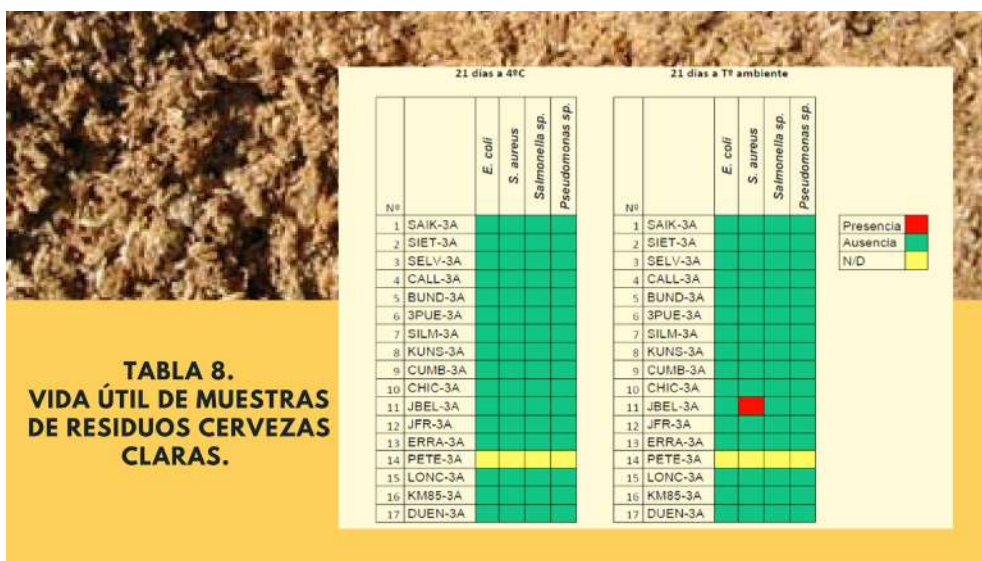 21 días a 4ºC
Nº E. coli S. aureus Salmonella sp. Pseudomonas sp.
1 SAIK-3A
2 SIET-3A
3 SELV-3A
4 CALL-3A
5 BUND-3A
6 3PUE-3A
7 SILM-3A
8 KUNS-3A
9 CUMB-3A
10 CHIC-3A
11 JBEL-3A
12 JFR-3A
13 ERRA-3A
14 PETE-3A
15 LONC-3A
16 KM85-3A
17 DUEN-3A
21 días a Tº ambiente
Nº E. coli S. aureus Salmonella sp. Pseudomonas sp.
1 SAIK-3A
2 SIET-3A
3 SELV-3A
4 CALL-3A
5 BUND-3A
6 3PUE-3A
7 SILM-3A
8 KUNS-3A
9 CUMB-3A
10 CHIC-3A
11 JBEL-3A
12 JFR-3A
13 ERRA-3A
14 PETE-3A
15 LONC-3A
16 KM85-3A
17 DUEN-3A
Presencia
Ausencia
N/D
TABLA 8.
VIDA ÚTIL DE MUESTRAS
DE RESIDUOS CERVEZAS
CLARAS.